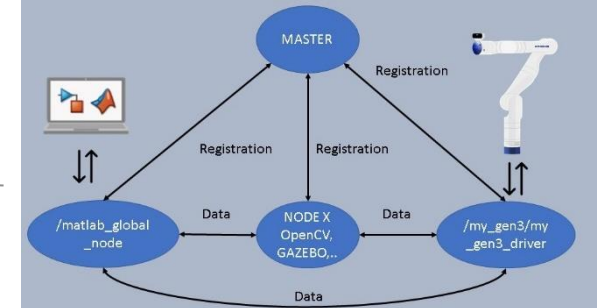 MASTER
Registration
Registration
Registration
/matlab_global
_node
Data
NODE X
OpenCV,
GAZEBO,..
Data
/my_gen3/my
_gen3_driver
Data